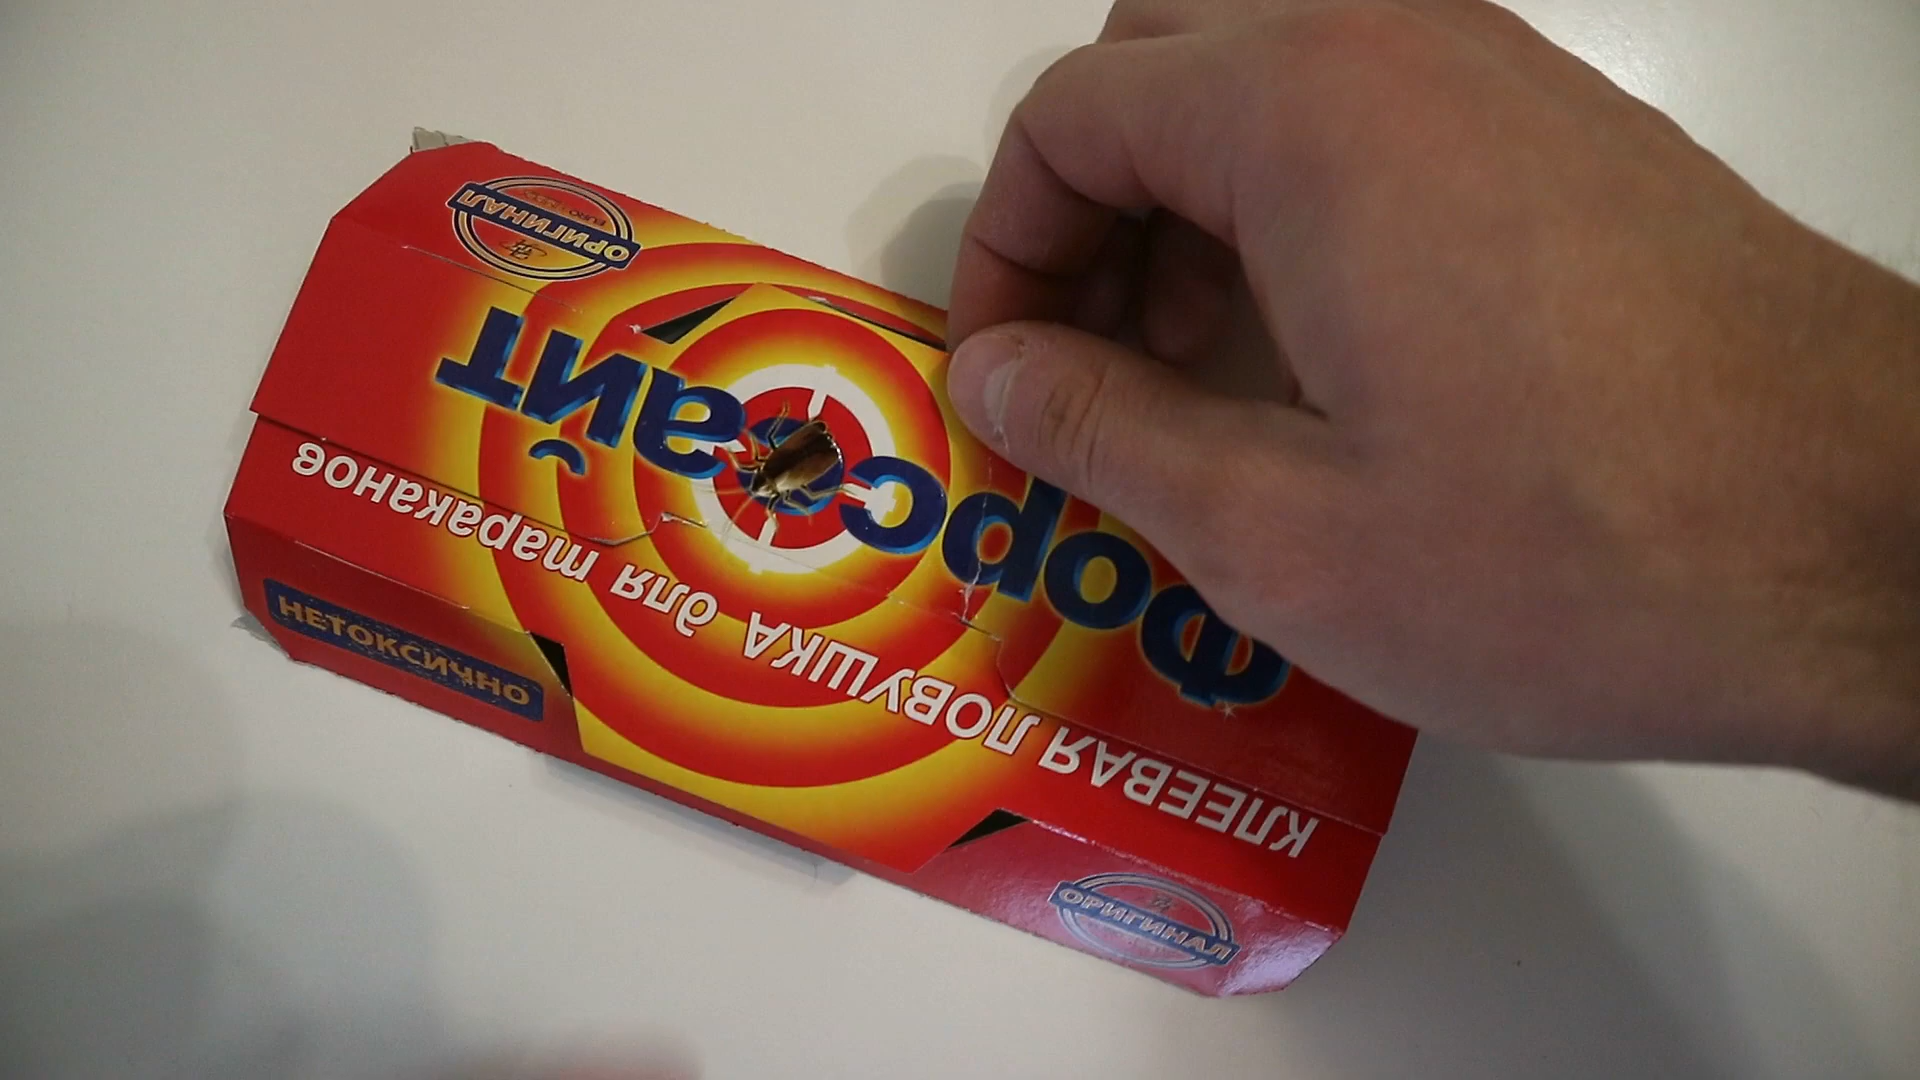 Форсайт
КЛЕЕВАЯ ЛОВУШКА для тараканов
ОРИГИНАЛ
НЕТОКСИЧНО
ОРИГИНАЛ